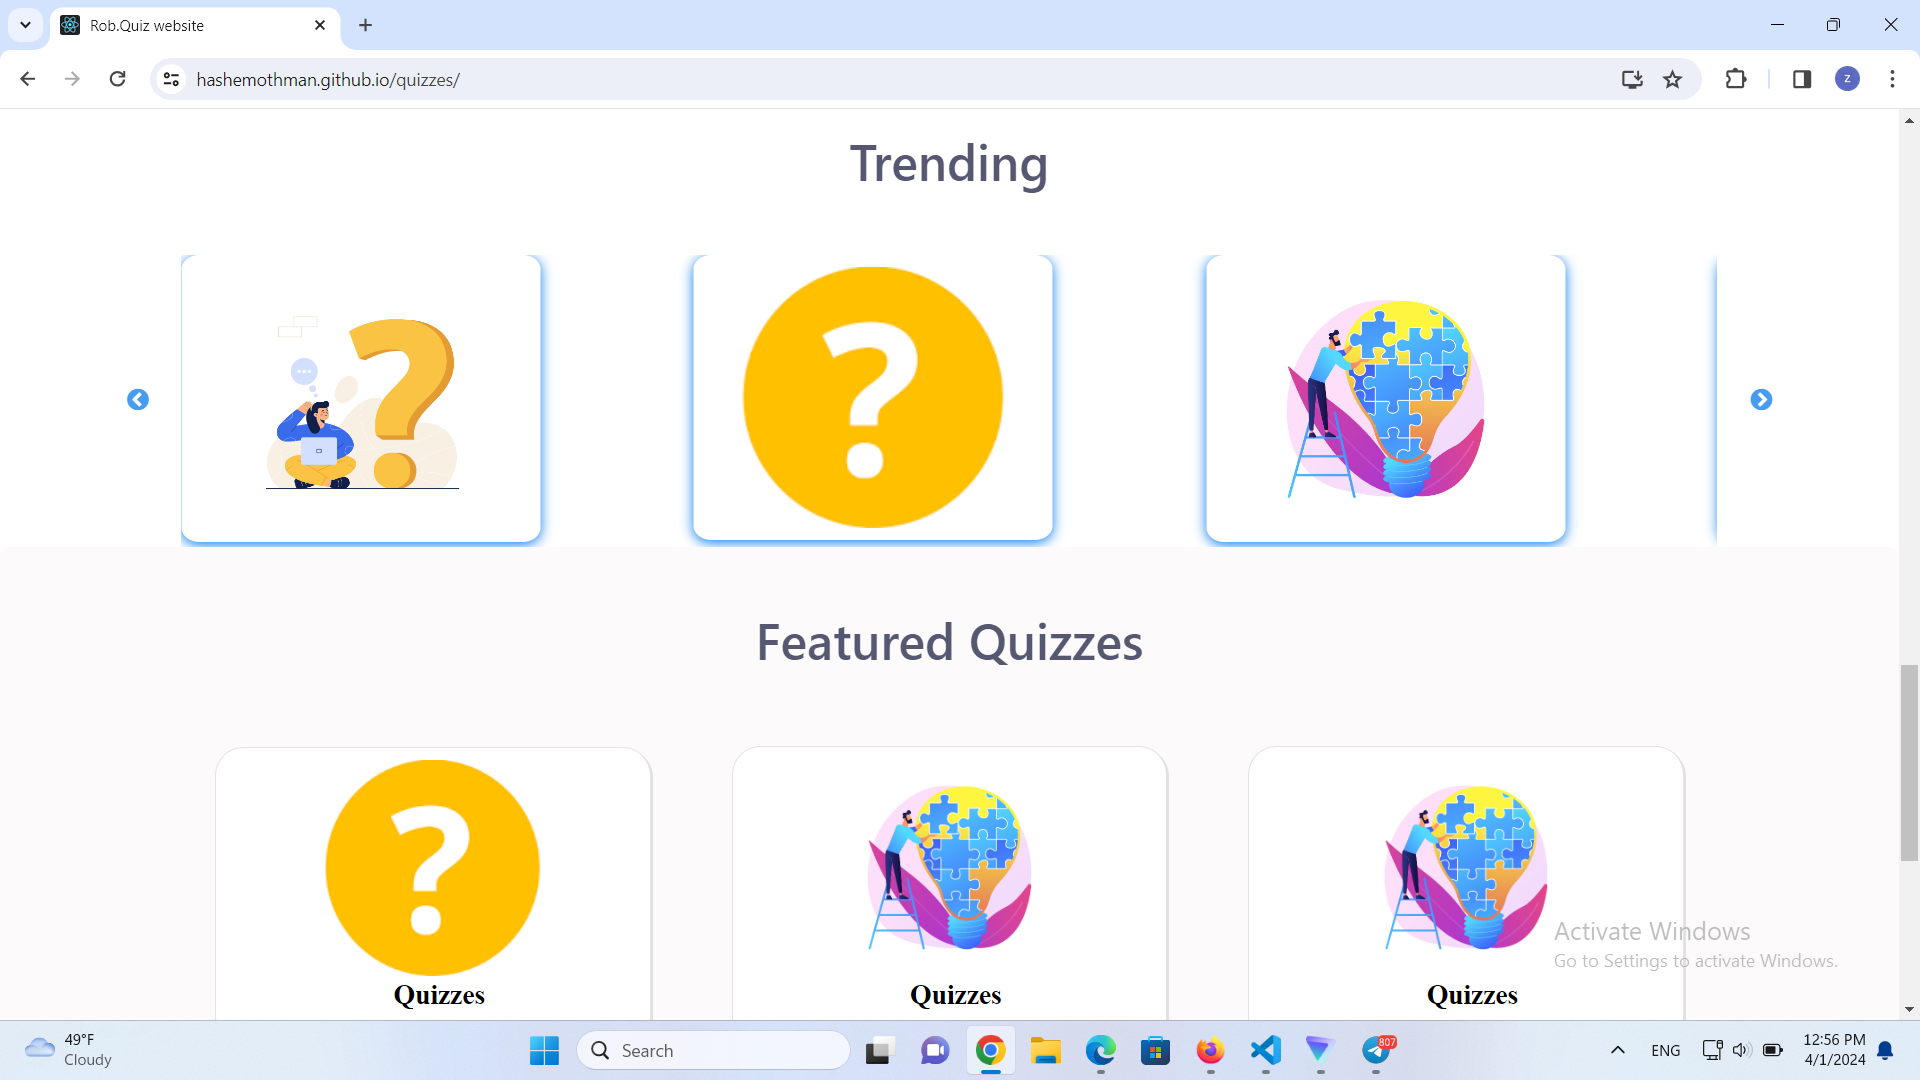 Rob.Quiz website
hashemothman.github.io/quizzes/
z
Trending
?
Featured Quizzes
?
Quizzes
Quizzes
Quizzes
Activate Windows
Go to Settings to activate Windows.
49°F
Cloudy
Search
807
ENG
12:56 PM
4/1/2024